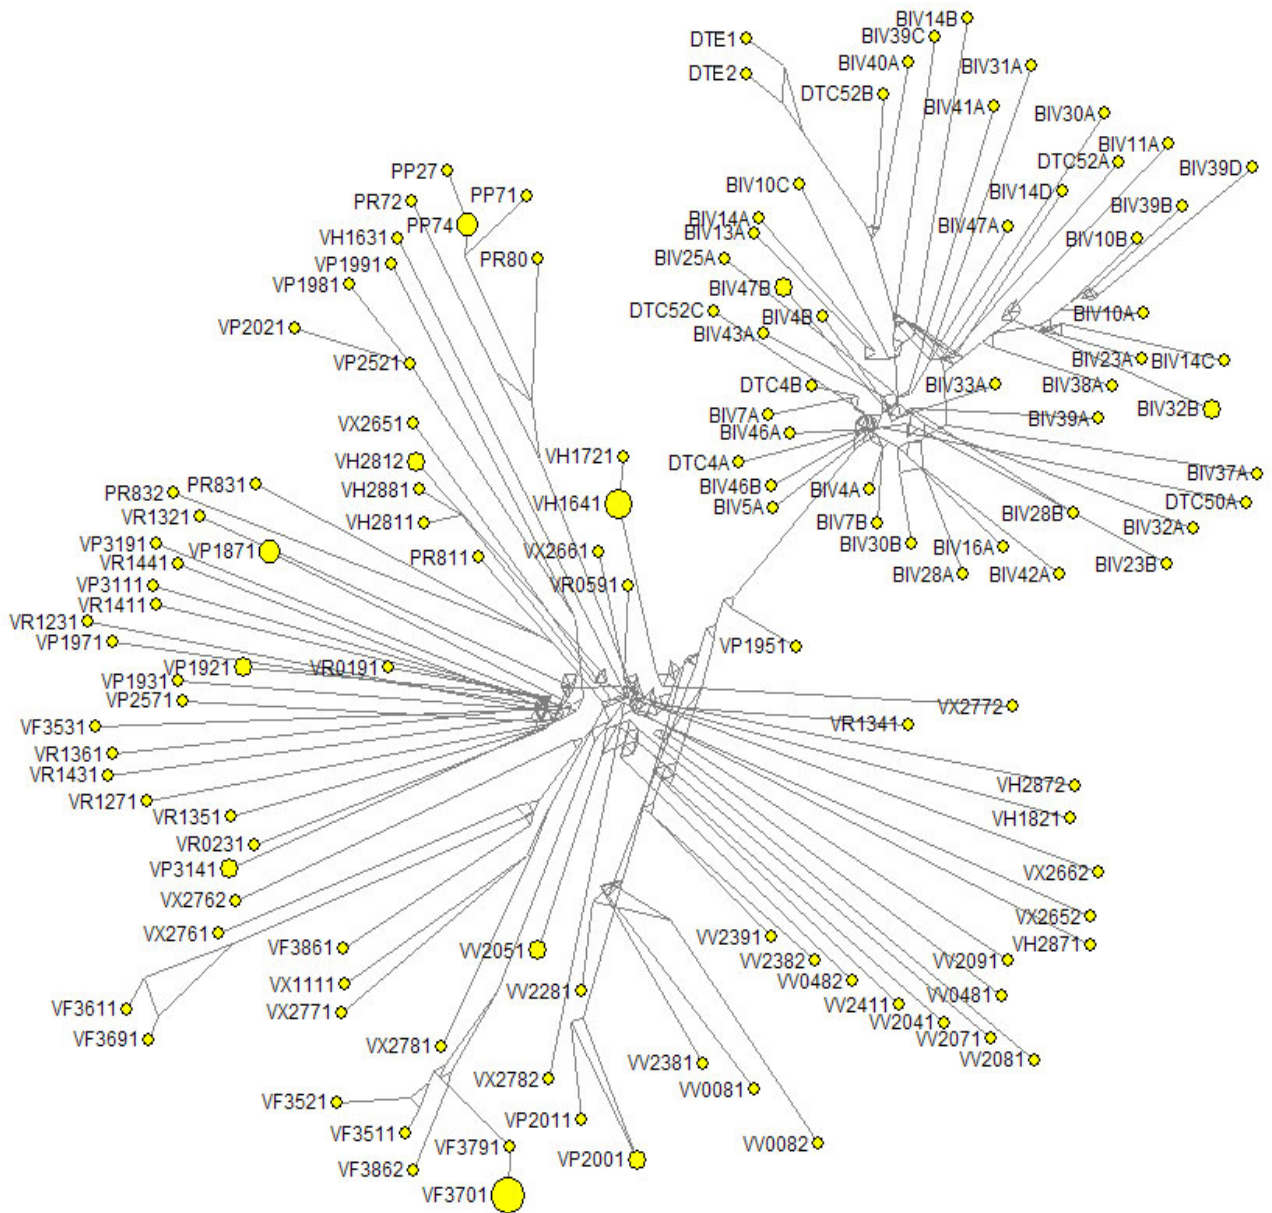 BIV14B
DTE1
BIV39C
BIV40A
BIV31A
DTE2
DTC52B
BIV41A
BIV30A
BIV11A
DTC52A
BIV39D
PP27
PP71
BIV10C
BIV14D
PR72
BIV39B
PP74
BIV14A
BIV13A
BIV47A
VH1631
BIV10B
VP1991
PR80
BIV25A
VP1981
BIV47B
DTC52C
BIV4B
BIV10A
VP2021
BIV43A
VP2521
BIV23A
BIV14C
DTC4B
BIV33A
BIV38A
BIV7A
BIV39A
BIV32B
VX2651
BIV46A
VH2812
VH1721
DTC4A
BIV37A
PR831
PR832
VH2881
VH1641
BIV46B
BIV4A
DTC50A
BIV5A
VR1321
VH2811
BIV7B
BIV28B
BIV32A
VP3191
VP1871
PR811
VX2661
BIV30B
BIV16A
VR1441
BIV28A
BIV42A
BIV23B
VP3111
VR0591
VR1411
VR1231
VP1971
VP1951
VP1921
VR0191
VP1931
VP2571
VX2772
VF3531
VR1341
VR1361
VR1431
VH2872
VR1271
VR1351
VH1821
VR0231
VP3141
VX2662
VX2762
VX2652
VX2761
VF3861
VV2051
VV2391
VH2871
VV2382
VV2091
VX1111
VV2281
VV0482
VV0481
VF3611
VX2771
VV2411
VV2041
VF3691
VX2781
VV2071
VV2081
VV2381
VX2782
VV0081
VF3521
VP2011
VF3511
VF3791
VV0082
VP2001
VF3862
VF3701